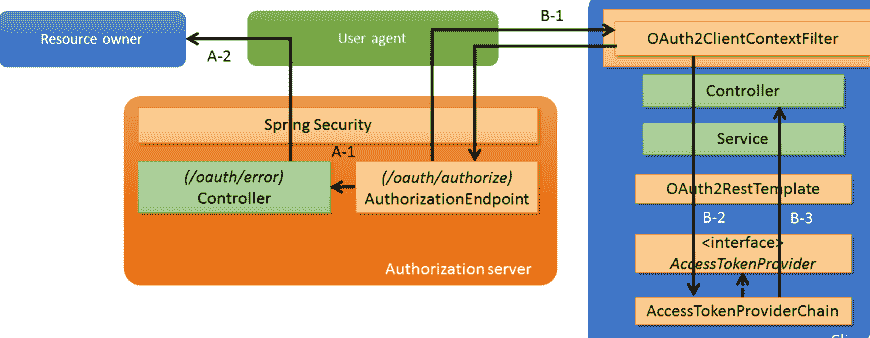 Resource owner
User agent
B-1
OAuth2ClientContextFilter
A-2
Controller
Spring Security
Service
A-1
(/oauth/error)
Controller
(/oauth/authorize)
AuthorizationEndpoint
OAuth2RestTemplate
B-2
B-3
<interface>
AccessTokenProvider
Authorization server
AccessTokenProviderChain